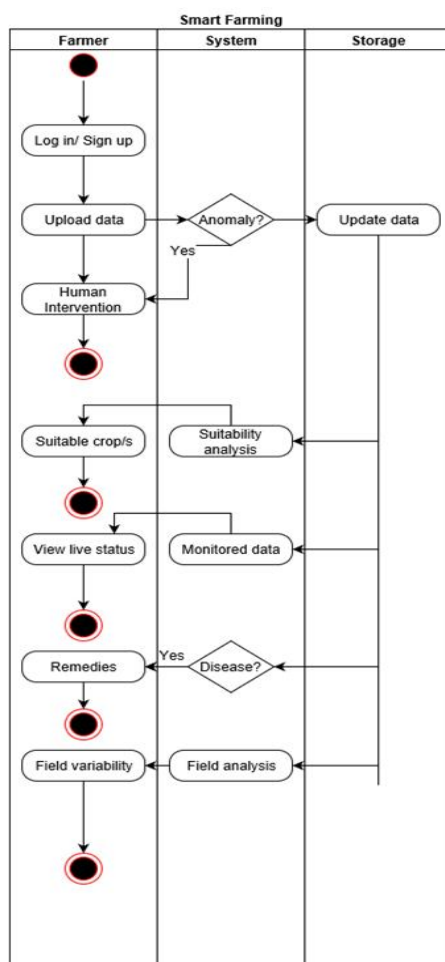 Smart Farming
Farmer
System
Storage
Log in/ Sign up
Upload data
Anomaly?
Update data
Yes
Human
Intervention
Suitable crop/s
Suitability
analysis
View live status
Monitored data
Remedies
Yes
Disease?
Field variability
Field analysis